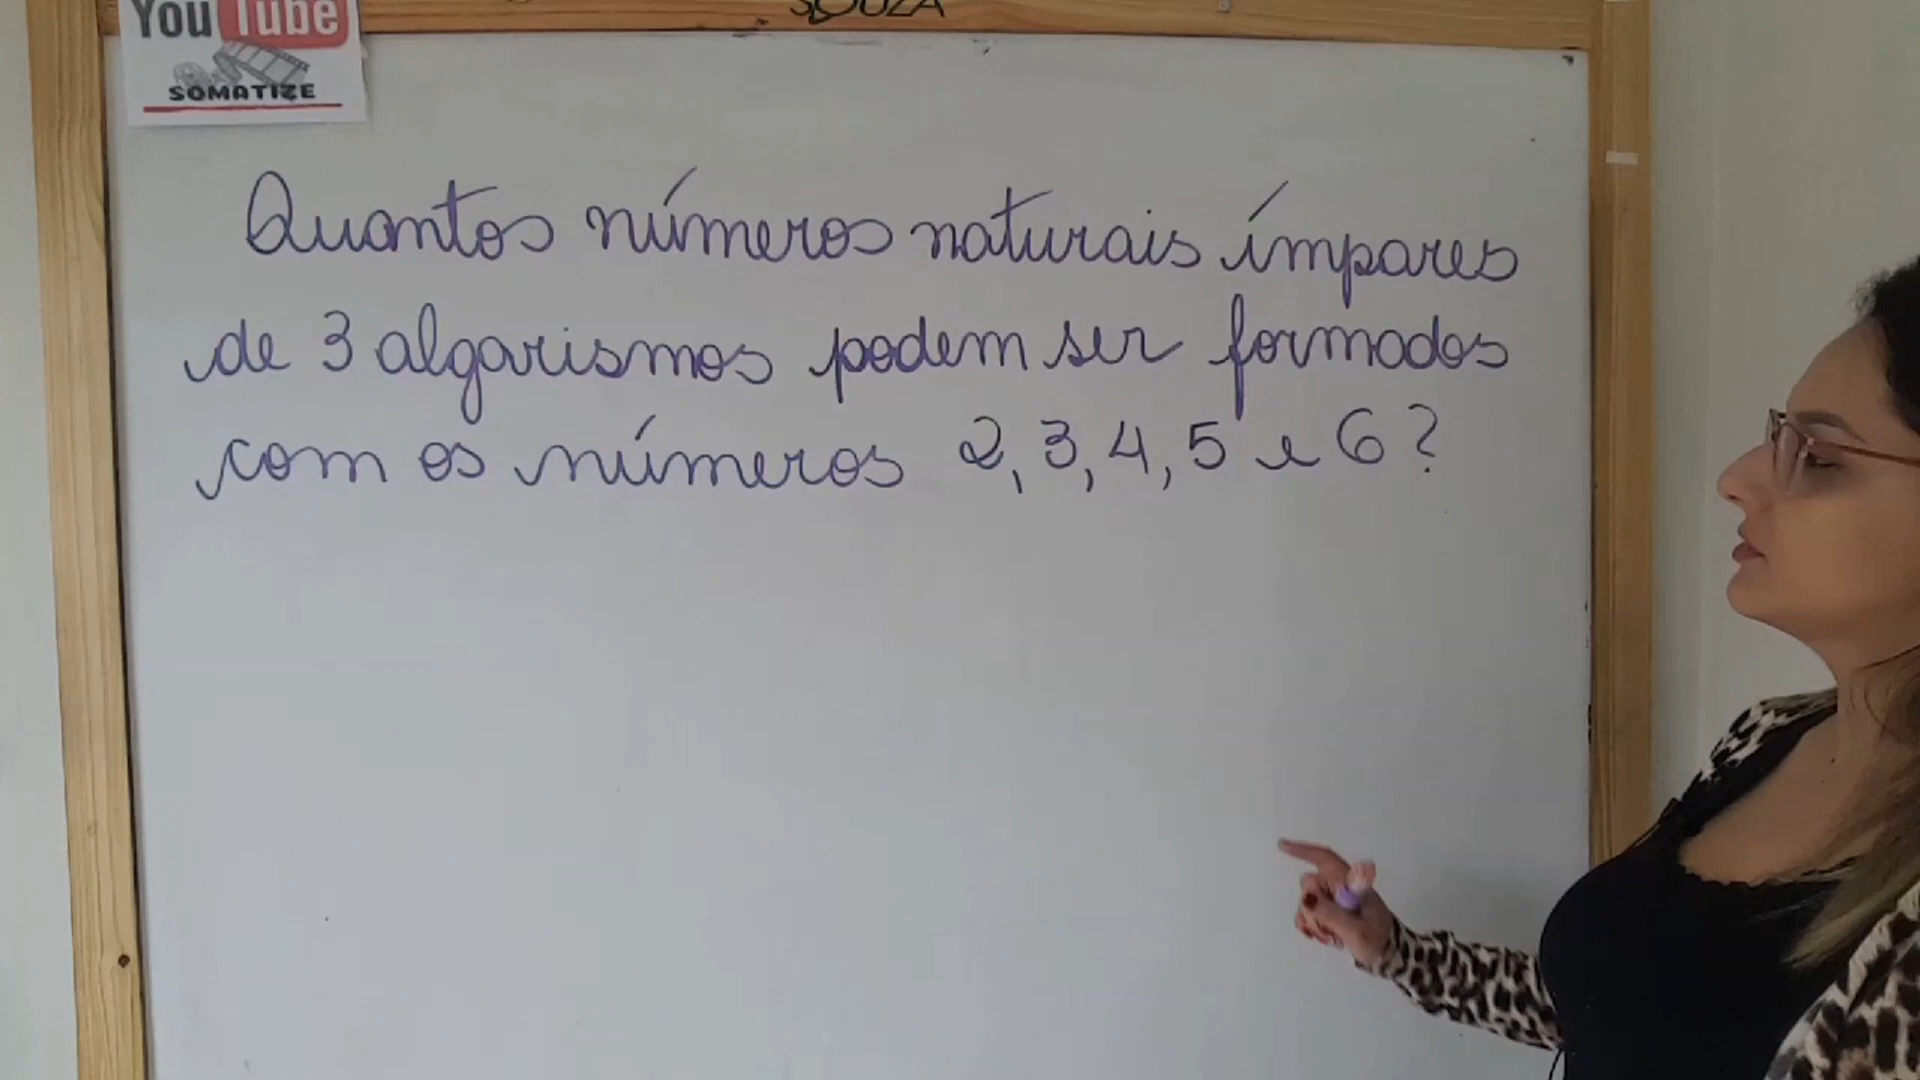 YouTube
SOUZA
SOMATIZE
Quantos números naturais ímpares
de 3 algarismos podem ser formados
com os números 2, 3, 4, 5 e 6?